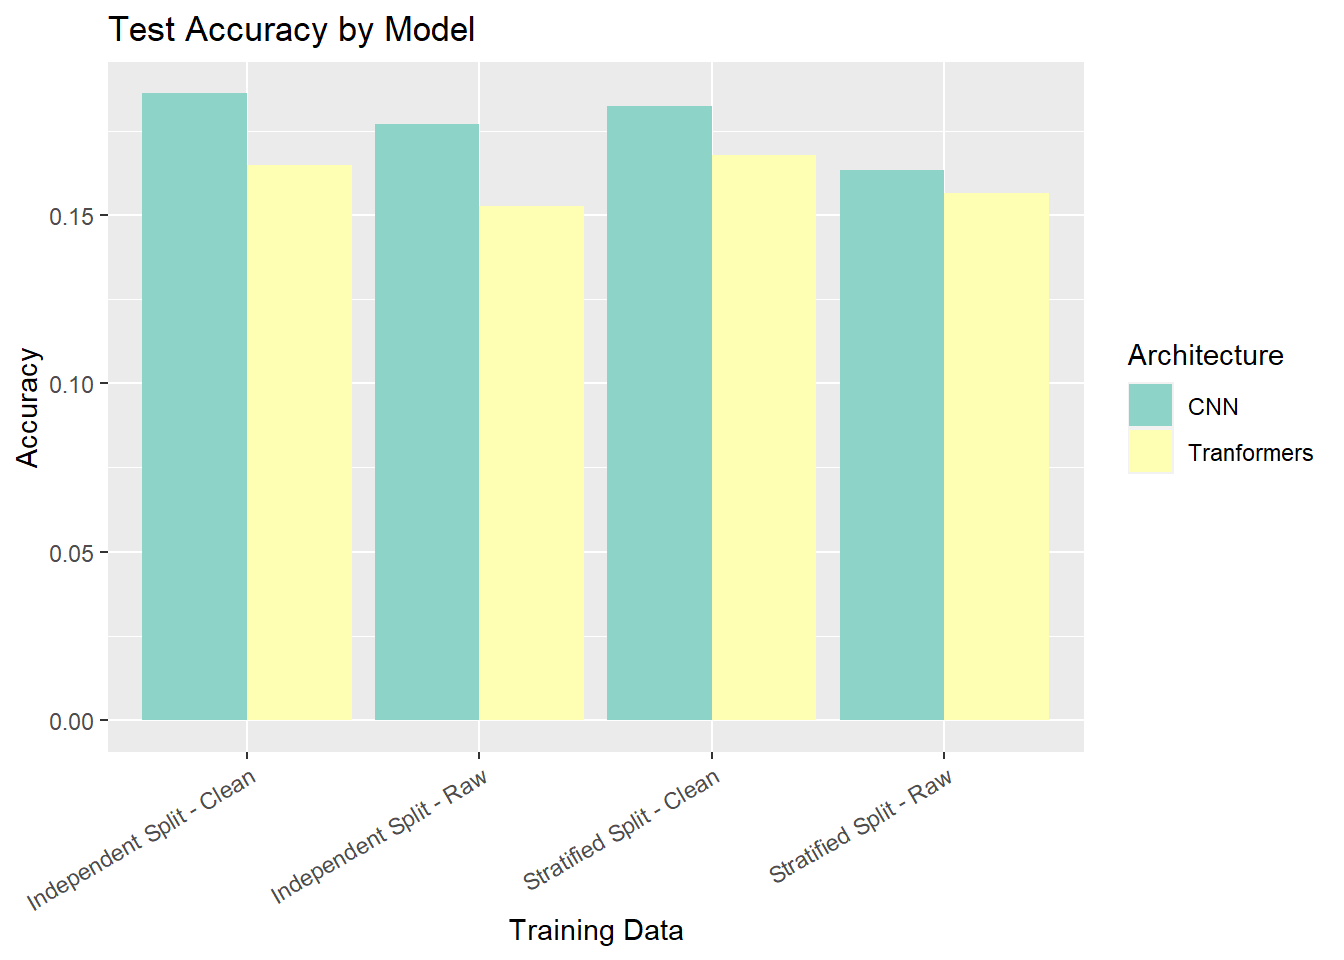 Test Accuracy by Model
Accuracy
0.15
0.10
0.05
0.00
Independent Split - Clean
Independent Split - Raw
Stratified Split - Clean
Stratified Split - Raw
Training Data
Architecture
CNN
Tranformers